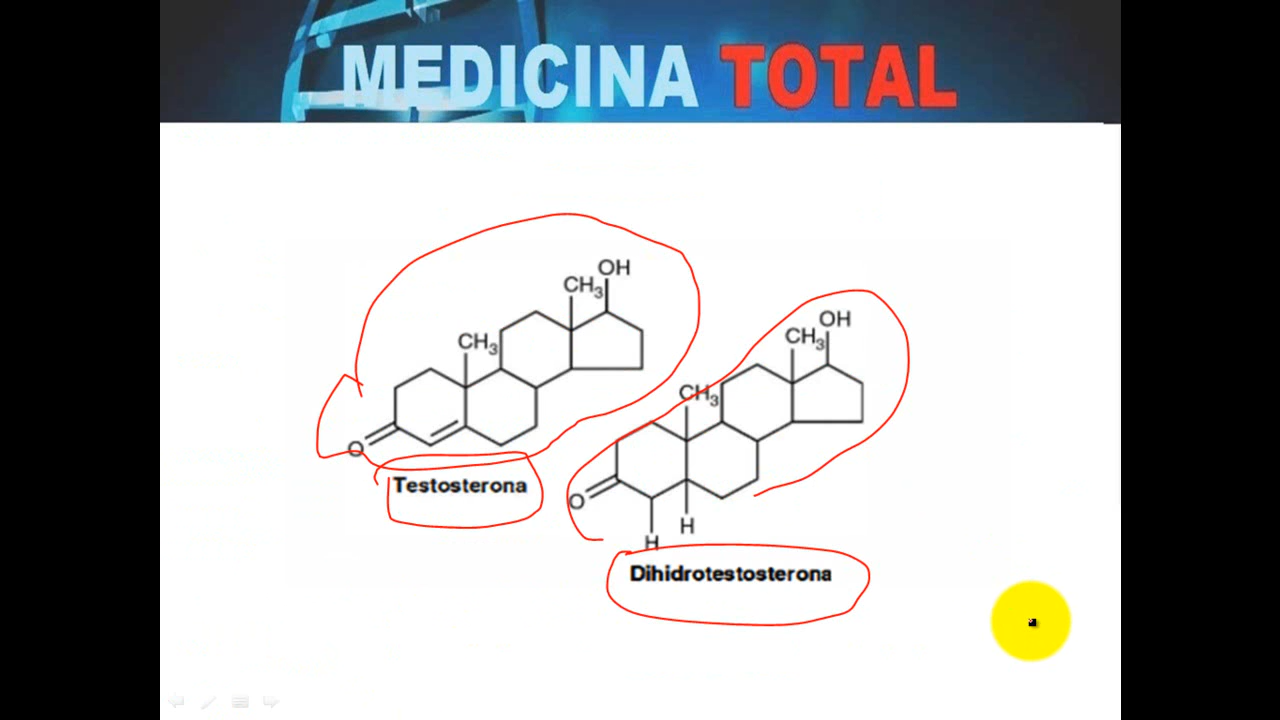 MEDICINA TOTAL
OH
CH3
CH3
O
Testosterona
OH
CH3
CH3
O
H
H
Dihidrotestosterona